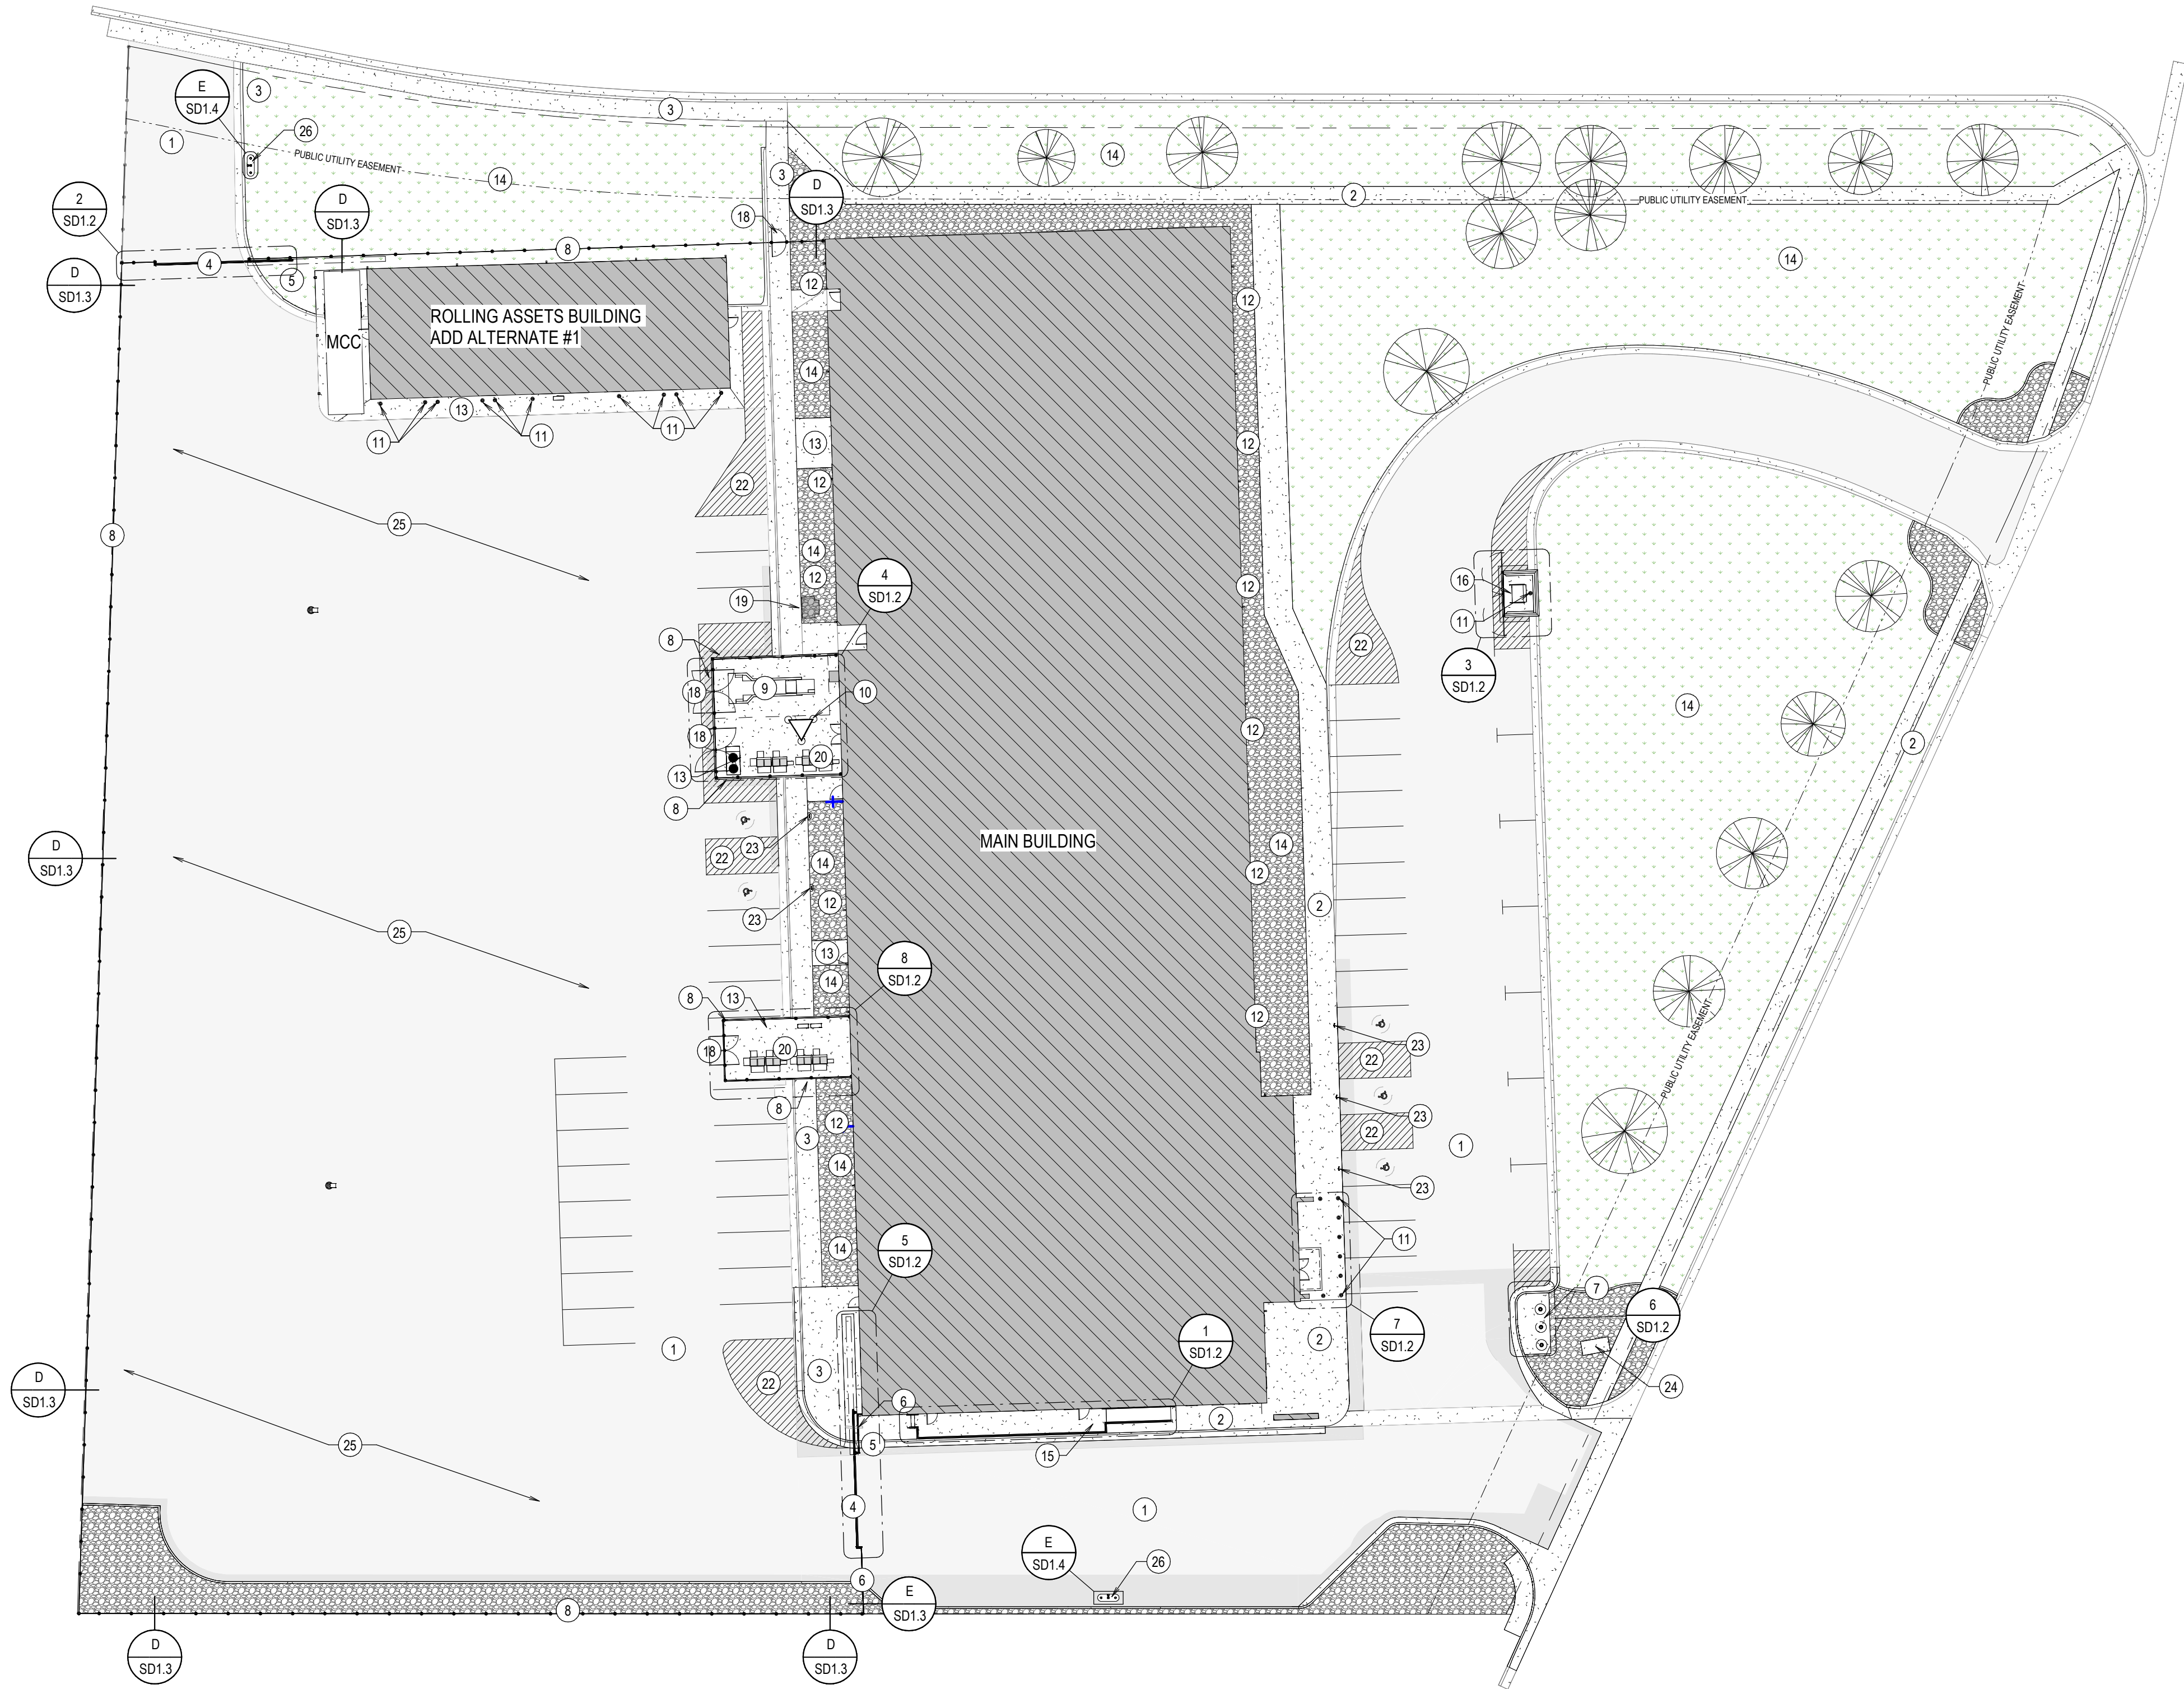 E
SD1.4
3
3
1
26
PUBLIC UTILITY EASEMENT
14
14
3
2
SD1.2
D
SD1.3
D
SD1.3
18
2
PUBLIC UTILITY EASEMENT
8
4
5
D
SD1.3
12
12
14
ROLLING ASSETS BUILDING
ADD ALTERNATE #1
MCC
PUBLIC UTILITY EASEMENT
14
13
11
11
11
13
12
12
22
25
8
14
12
4
SD1.2
12
16
19
11
8
22
3
SD1.2
18
9
10
14
18
12
2
20
13
8
MAIN BUILDING
23
22
14
14
12
D
SD1.3
12
2
23
25
13
8
SD1.2
14
8
13
12
PUBLIC UTILITY EASEMENT
18
20
23
22
8
12
3
23
22
1
14
23
5
SD1.2
14
11
7
6
SD1.2
1
SD1.2
7
SD1.2
2
1
3
22
24
D
SD1.3
6
2
5
15
25
4
1
E
SD1.4
26
6
E
SD1.3
8
D
SD1.3
D
SD1.3